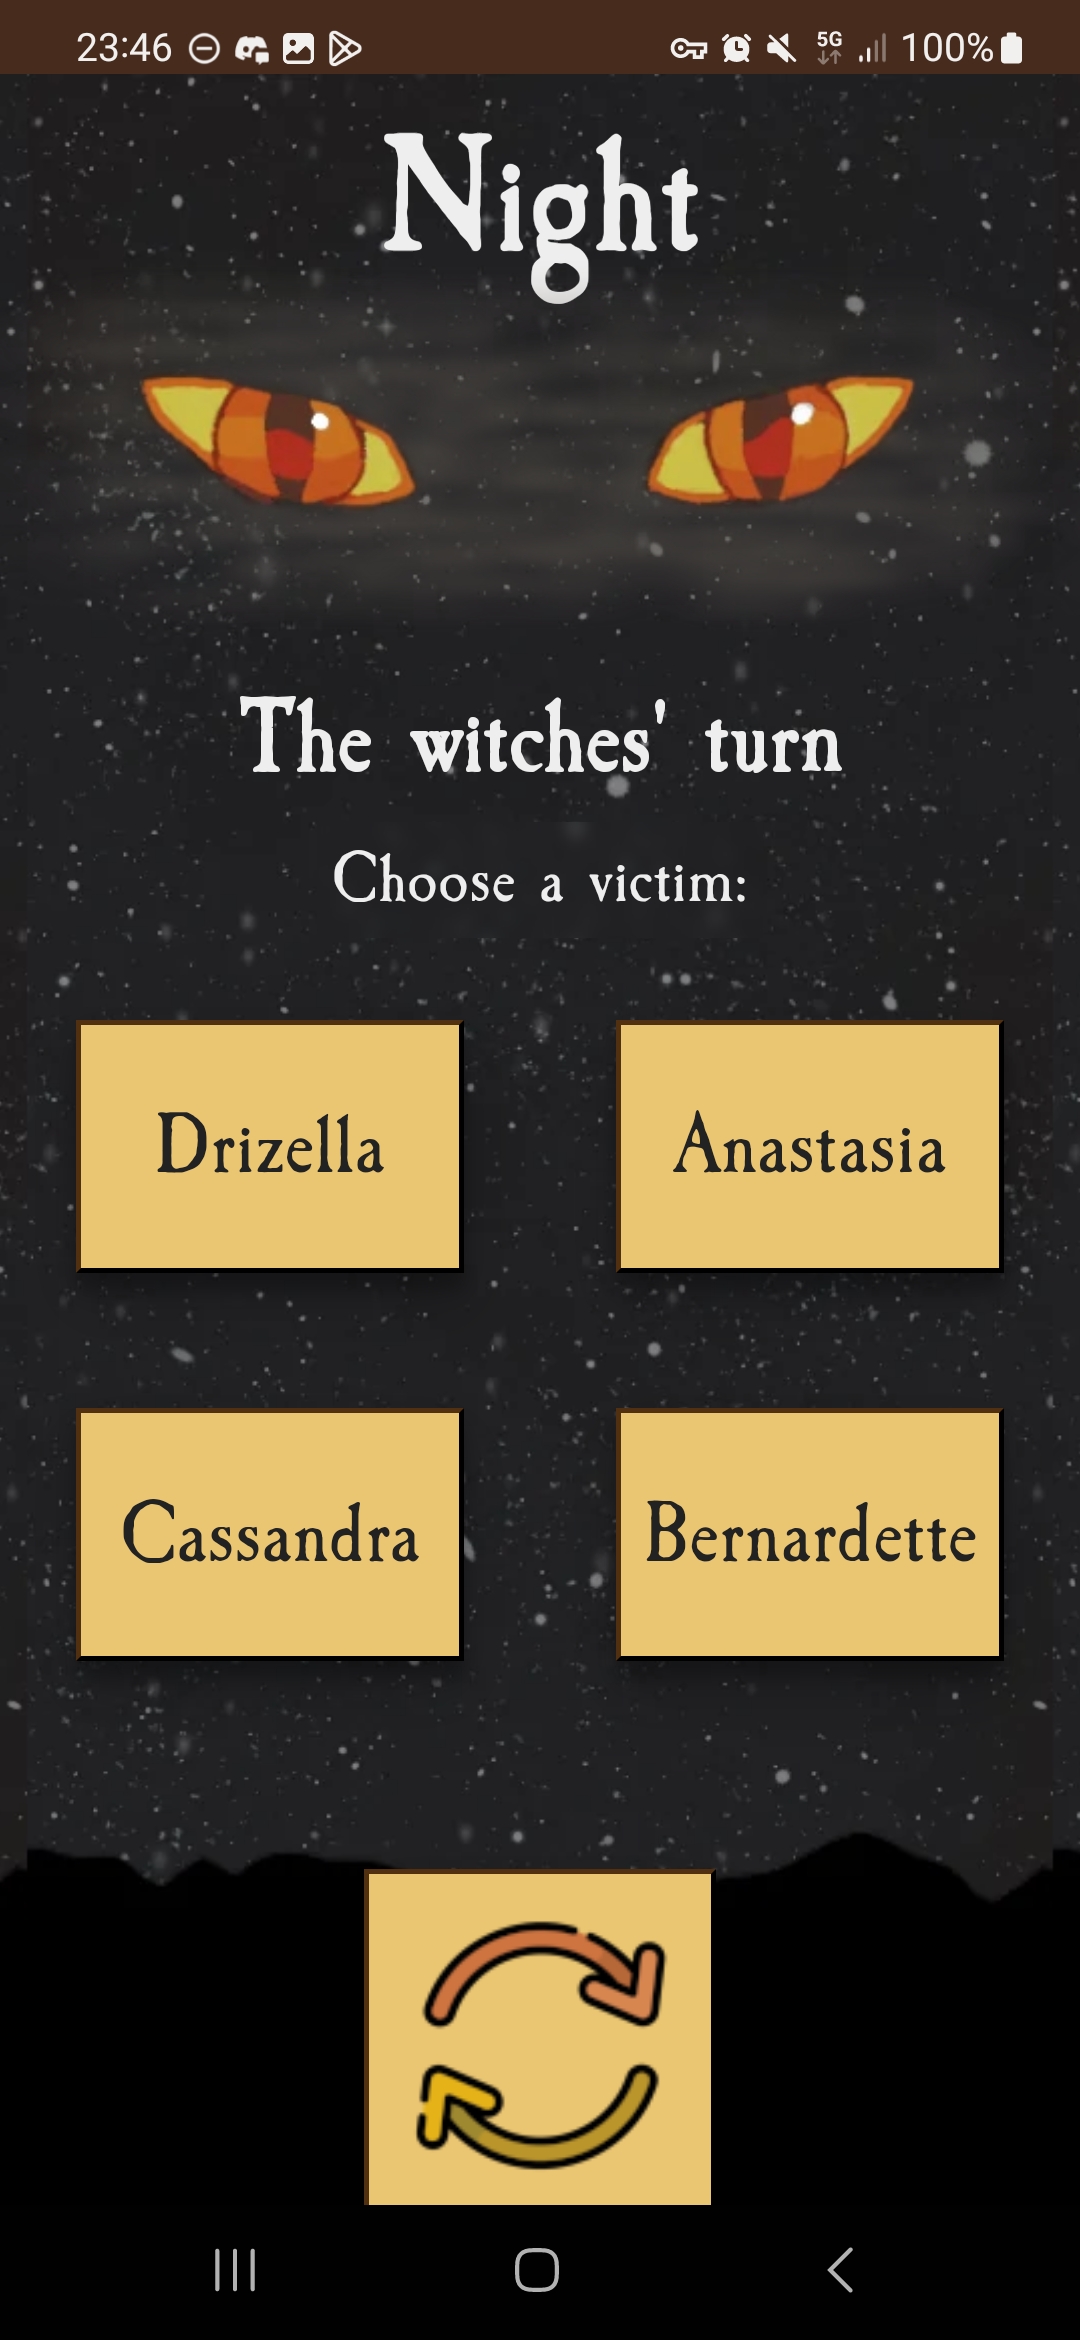 23:46
5G
100%
Night
The witches' turn
Choose a victim:
Drizella
Anastasia
Cassandra
Bernardette